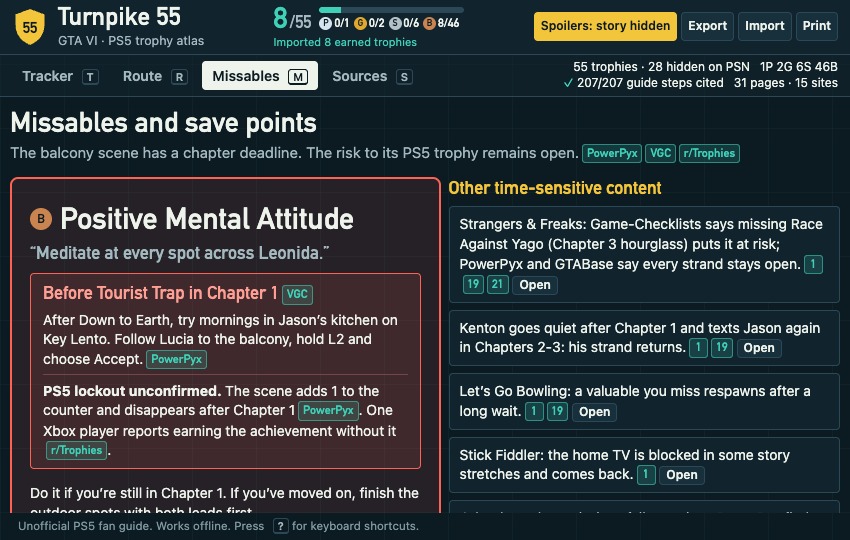 55
Turnpike 55
GTA VI · PS5 trophy atlas
8/55
P 0/1 G 0/2 S 0/6 B 8/46
Imported 8 earned trophies
Spoilers: story hidden
Export
Import
Print
Tracker T
Route R
Missables M
Sources S
55 trophies · 28 hidden on PSN 1P 2G 6S 46B
✓ 207/207 guide steps cited 31 pages · 15 sites
Missables and save points
The balcony scene has a chapter deadline. The risk to its PS5 trophy remains open. PowerPyx VGC r/Trophies
B Positive Mental Attitude
“Meditate at every spot across Leonida.”
Before Tourist Trap in Chapter 1 VGC
After Down to Earth, try mornings in Jason’s kitchen on
Key Lento. Follow Lucia to the balcony, hold L2 and
choose Accept. PowerPyx
PS5 lockout unconfirmed. The scene adds 1 to the
counter and disappears after Chapter 1 PowerPyx. One
Xbox player reports earning the achievement without it
r/Trophies.
Do it if you’re still in Chapter 1. If you’ve moved on, finish the
outdoor spots with both leads first.
Other time-sensitive content
Strangers & Freaks: Game-Checklists says missing Race
Against Yago (Chapter 3 hourglass) puts it at risk;
PowerPyx and GTABase say every strand stays open. 1
19 21 Open
Kenton goes quiet after Chapter 1 and texts Jason again
in Chapters 2-3: his strand returns. 1 19 Open
Let’s Go Bowling: a valuable you miss respawns after a
long wait. 1 19 Open
Stick Fiddler: the home TV is blocked in some story
stretches and comes back. 1 Open
Unofficial PS5 fan guide. Works offline. Press ? for keyboard shortcuts.